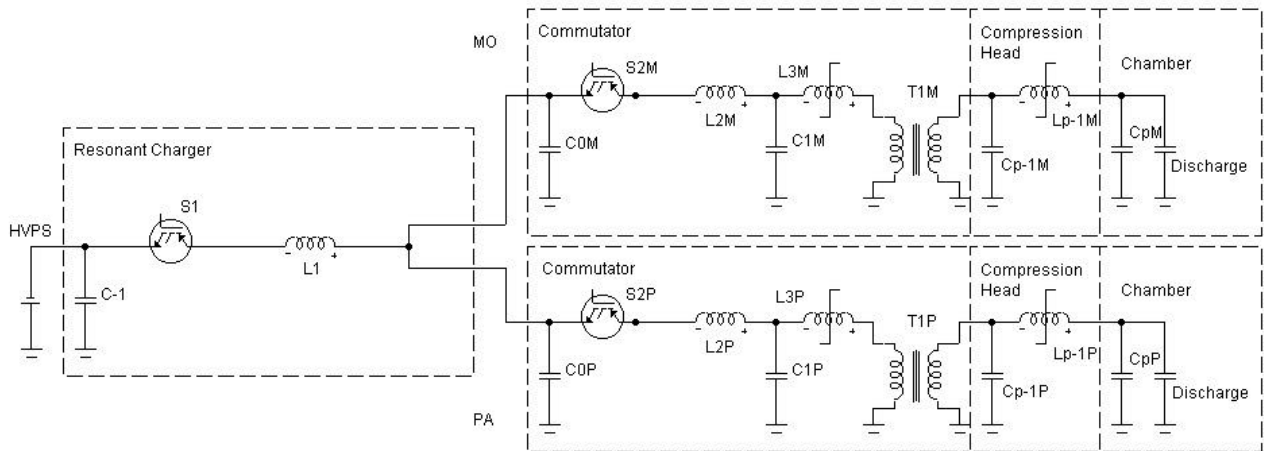 MO
Commutator
S2M
L2M
L3M
T1M
C0M
C1M
Compression
Head
Lp-1M
Cp-1M
Chamber
CpM
Discharge
HVPS
Resonant Charger
S1
L1
C-1
PA
Commutator
S2P
L2P
L3P
T1P
C0P
C1P
Compression
Head
Lp-1P
Cp-1P
Chamber
CpP
Discharge